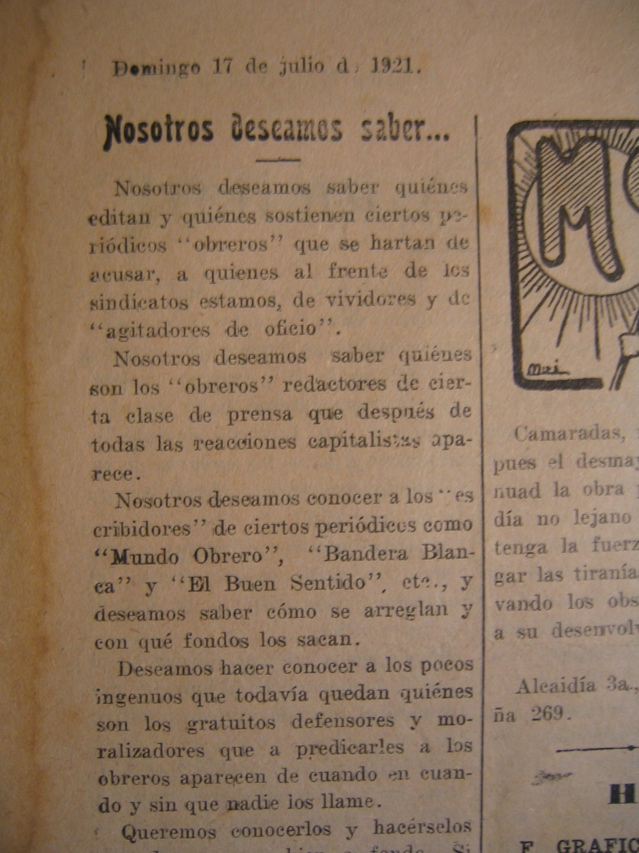 Domingo 17 de julio d 1921.
Nosotros deseamos saber...
Nosotros deseamos saber quiénes
editan y quiénes sostienen ciertos pe-
riódicos "obreros" que se hartan de
acusar, a quienes al frente de los
sindicatos estamos, de vividores y de
"agitadores de oficio".
Nosotros deseamos saber quiénes
son los "obreros" redactores de cier-
ta clase de prensa que después de
todas las reacciones capitalistas apa-
rece.
Nosotros deseamos conocer a los "es
cribidores" de ciertos periódicos como
"Mundo Obrero", "Bandera Blan-
ca" y "El Buen Sentido", etc., y
deseamos saber cómo se arreglan y
con qué fondos los sacan.
Deseamos hacer conocer a los pocos
ingenuos que todavía quedan quiénes
son los gratuitos defensores y mo-
ralizadores que a predicarles a los
obreros aparecen de cuando en cuan-
do y sin que nadie los llame.
Queremos conocerlos y hacérselos
M
Camaradas,
pues el desma
nuad la obra
día no lejano
tenga la fuerz
gar las tiranía
vando los obs
a su desenvolv
Alcaidía 3a.,
ña 269.
H
F GRAFIC